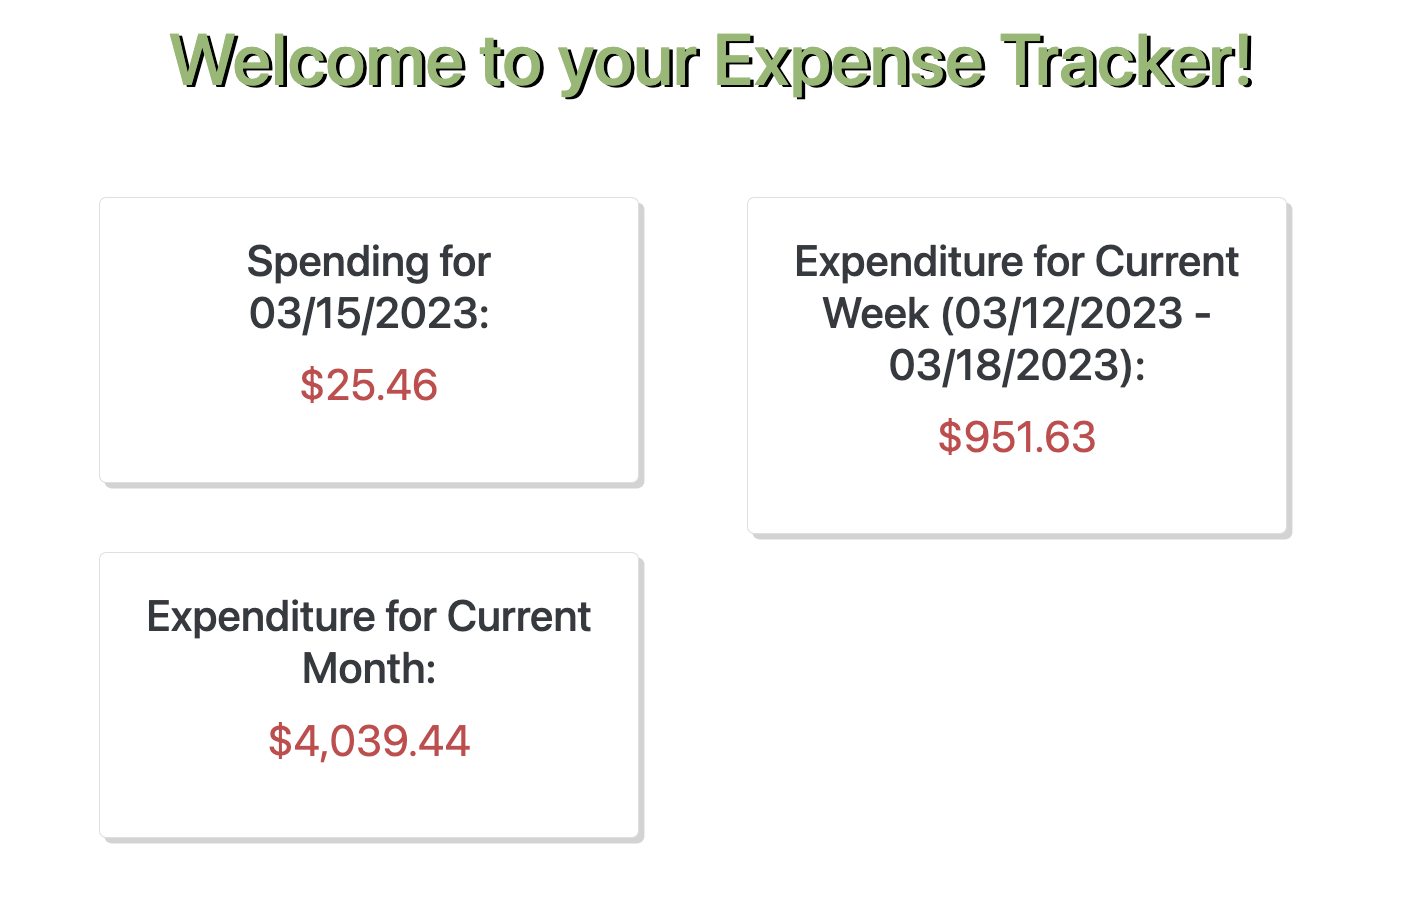 Welcome to your Expense Tracker!
Spending for
03/15/2023:
$25.46
Expenditure for Current
Week (03/12/2023 -
03/18/2023):
$951.63
Expenditure for Current
Month:
$4,039.44